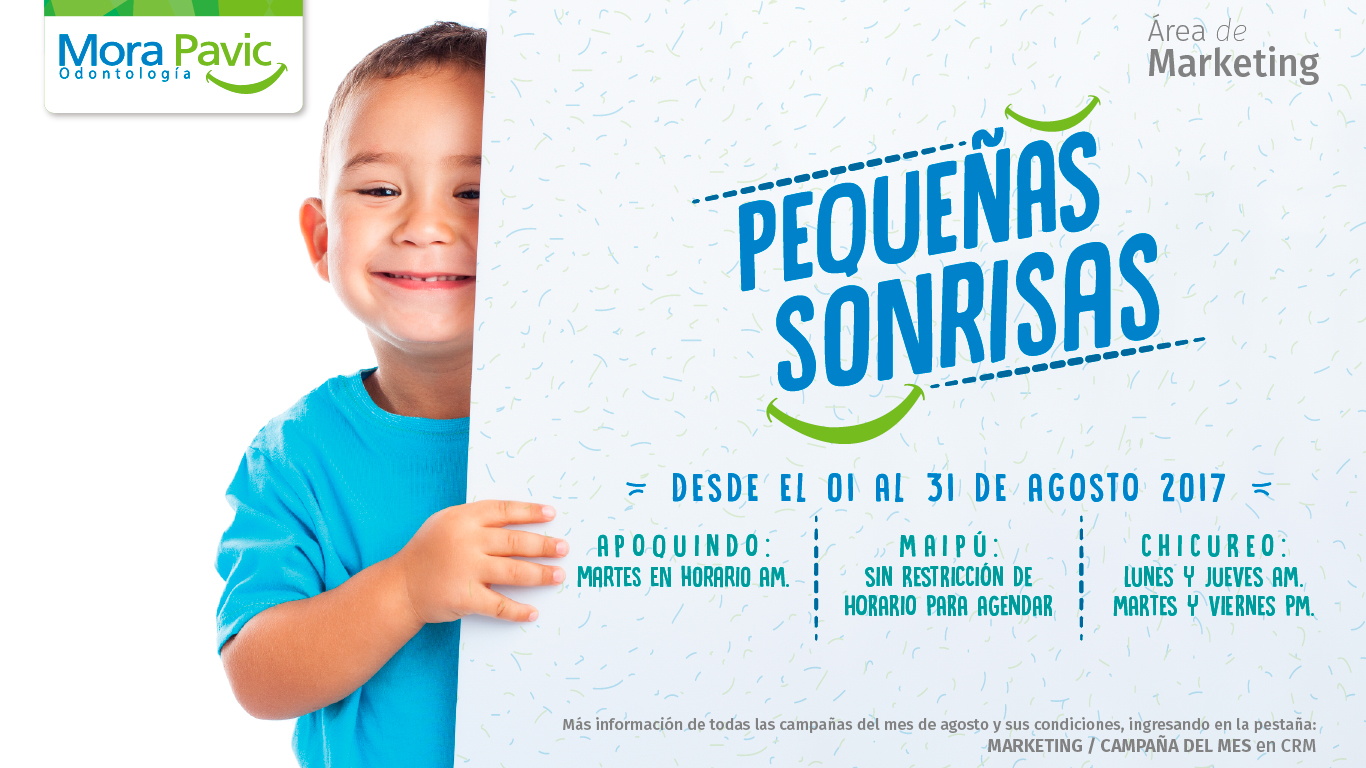 Mora Pavic
Odontología
Área de
Marketing
PEQUEÑAS
SONRISAS
DESDE EL 01 AL 31 DE AGOSTO 2017
APOQUINDO:
MARTES EN HORARIO AM.
MAIPÚ:
SIN RESTRICCIÓN DE
HORARIO PARA AGENDAR
CHICUREO:
LUNES Y JUEVES AM.
MARTES Y VIERNES PM.
Más información de todas las campañas del mes de agosto y sus condiciones, ingresando en la pestaña:
MARKETING / CAMPAÑA DEL MES en CRM